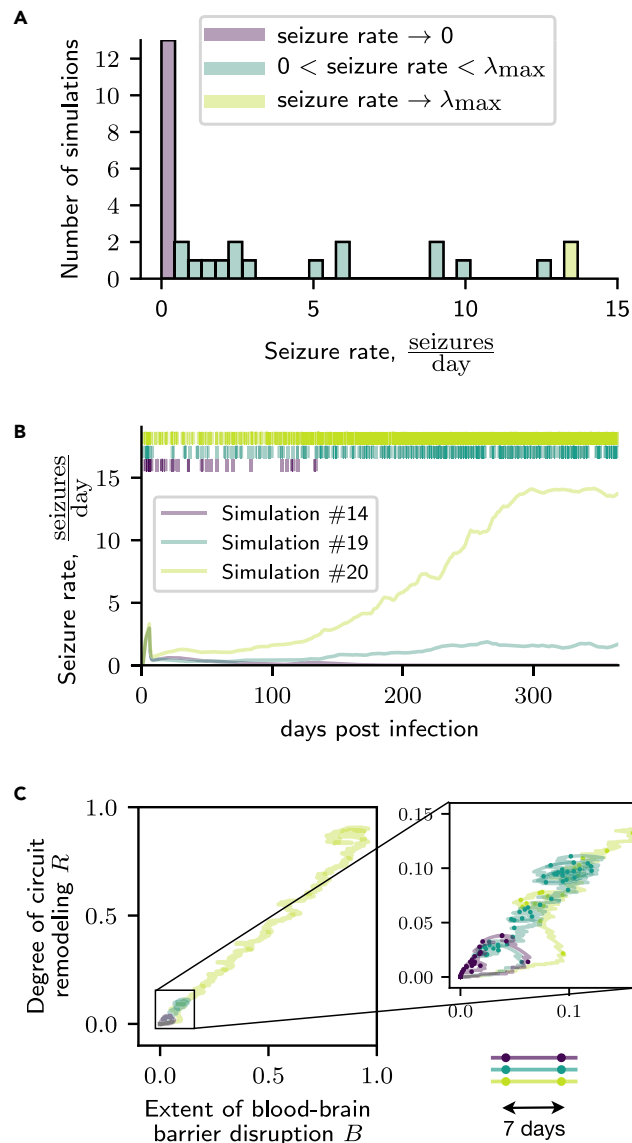 A
Number of simulations
12
10
8
6
4
2
0
seizure rate → 0
0 < seizure rate < λmax
seizure rate → λmax
0 5 10 15
Seizure rate, seizures/day
B
Seizure rate, seizures/day
15
10
5
0
Simulation #14
Simulation #19
Simulation #20
0 100 200 300
days post infection
C
Degree of circuit
remodeling R
1.0
0.5
0.0
0.0 0.5 1.0
Extent of blood-brain
barrier disruption B
0.15
0.10
0.05
0.00
0.0 0.1
7 days